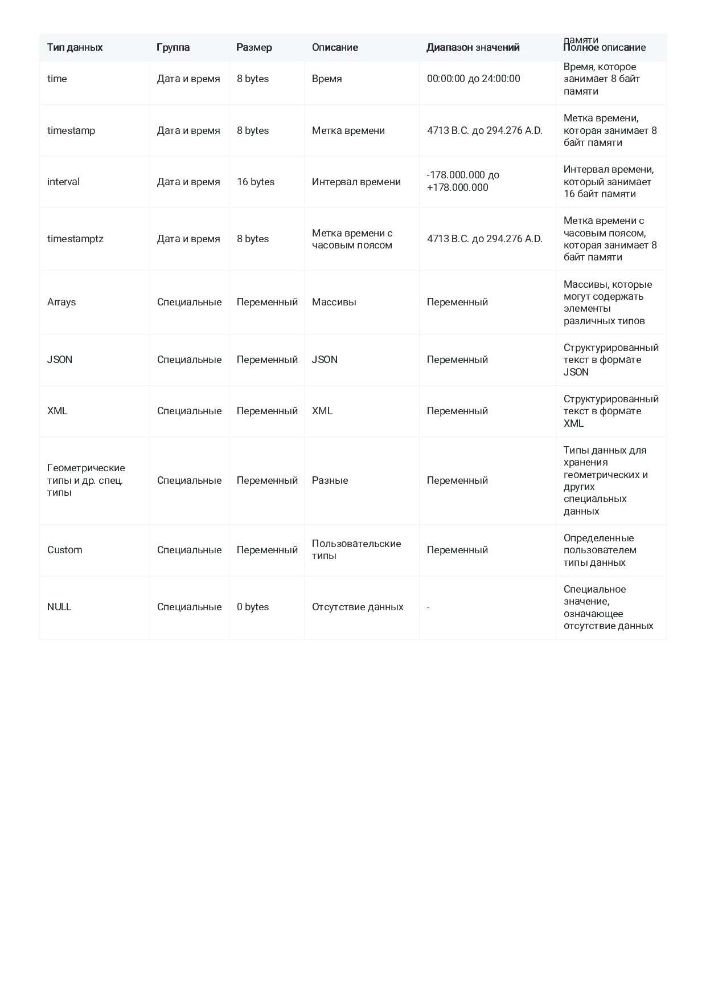 памяти
Тип данных Группа Размер Описание Диапазон значений Полное описание
Время, которое
time Дата и время 8 bytes Время 00:00:00 до 24:00:00 занимает 8 байт
памяти
Метка времени,
timestamp Дата и время 8 bytes Метка времени 4713 B.C. до 294.276 A.D. которая занимает 8
байт памяти
Интервал времени,
-178.000.000 до
interval Дата и время 16 bytes Интервал времени который занимает
+178.000.000
16 байт памяти
Метка времени с
Метка времени с часовым поясом,
timestamptz Дата и время 8 bytes 4713 B.C. до 294.276 A.D.
часовым поясом которая занимает 8
байт памяти
Массивы, которые
могут содержать
Arrays Специальные Переменный Массивы Переменный
элементы
различных типов
Структурированный
JSON Специальные Переменный JSON Переменный текст в формате
JSON
Структурированный
XML Специальные Переменный XML Переменный текст в формате
XML
Типы данных для
хранения
Геометрические геометрических и
типы и др. спец. Специальные Переменный Разные Переменный
других
типы
специальных
данных
Определенные
Пользовательские
Custom Специальные Переменный Переменный пользователем
типы
типы данных
Специальное
значение,
NULL Специальные 0 bytes Отсутствие данных -
означающее
отсутствие данных